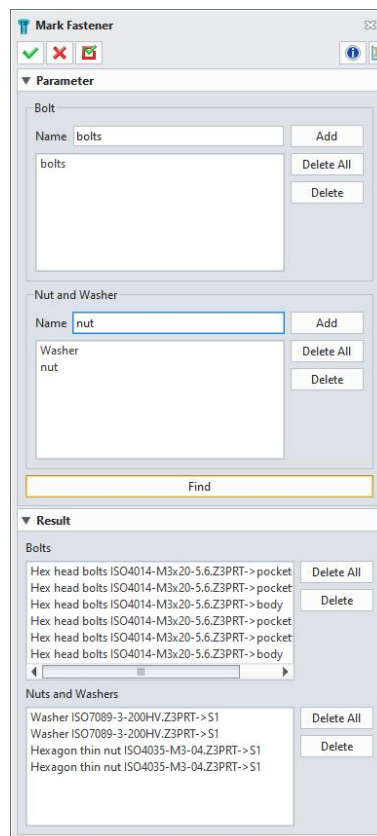 Mark Fastener
Parameter
Bolt
Name bolts Add
bolts
Delete All
Delete
Nut and Washer
Name nut Add
Washer
nut
Delete All
Delete
Find
Result
Bolts
Hex head bolts ISO4014-M3x20-5.6.Z3PRT->pocket
Hex head bolts ISO4014-M3x20-5.6.Z3PRT->pocket
Hex head bolts ISO4014-M3x20-5.6.Z3PRT->body
Hex head bolts ISO4014-M3x20-5.6.Z3PRT->pocket
Hex head bolts ISO4014-M3x20-5.6.Z3PRT->pocket
Hex head bolts ISO4014-M3x20-5.6.Z3PRT->body
Delete All
Delete
Nuts and Washers
Washer ISO7089-3-200HV.Z3PRT->S1
Washer ISO7089-3-200HV.Z3PRT->S1
Hexagon thin nut ISO4035-M3-04.Z3PRT->S1
Hexagon thin nut ISO4035-M3-04.Z3PRT->S1
Delete All
Delete